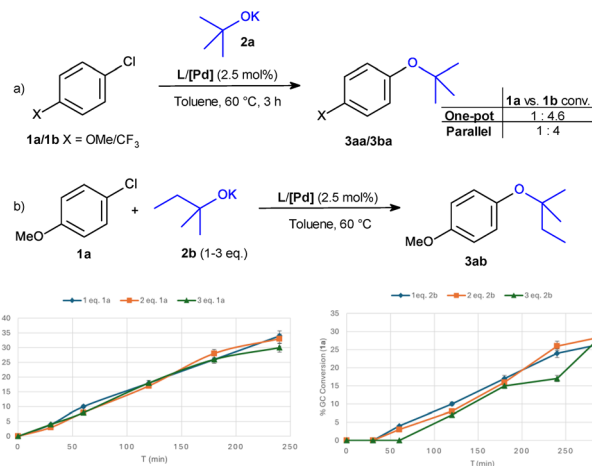 OK
2a
Cl
X
a)
L/[Pd] (2.5 mol%)
Toluene, 60 °C, 3 h
O
X
1a/1b X = OMe/CF3
3aa/3ba
1a vs. 1b conv.
One-pot 1 : 4.6
Parallel 1 : 4
b)
Cl
MeO
1a
+
OK
2b (1-3 eq.)
L/[Pd] (2.5 mol%)
Toluene, 60 °C
O
MeO
3ab
1 eq. 1a 2 eq. 1a 3 eq. 1a
40
35
30
25
20
15
10
5
0
0 50 100 150 200 250
T (min)
1eq. 2b 2 eq. 2b 3 eq. 2b
% GC Conversion (1a)
35
30
25
20
15
10
5
0
0 50 100 150 200 250
T (min)